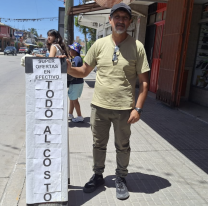 SUPER OFERTAS
EN EFECTIVO
TODO
AL COSTO